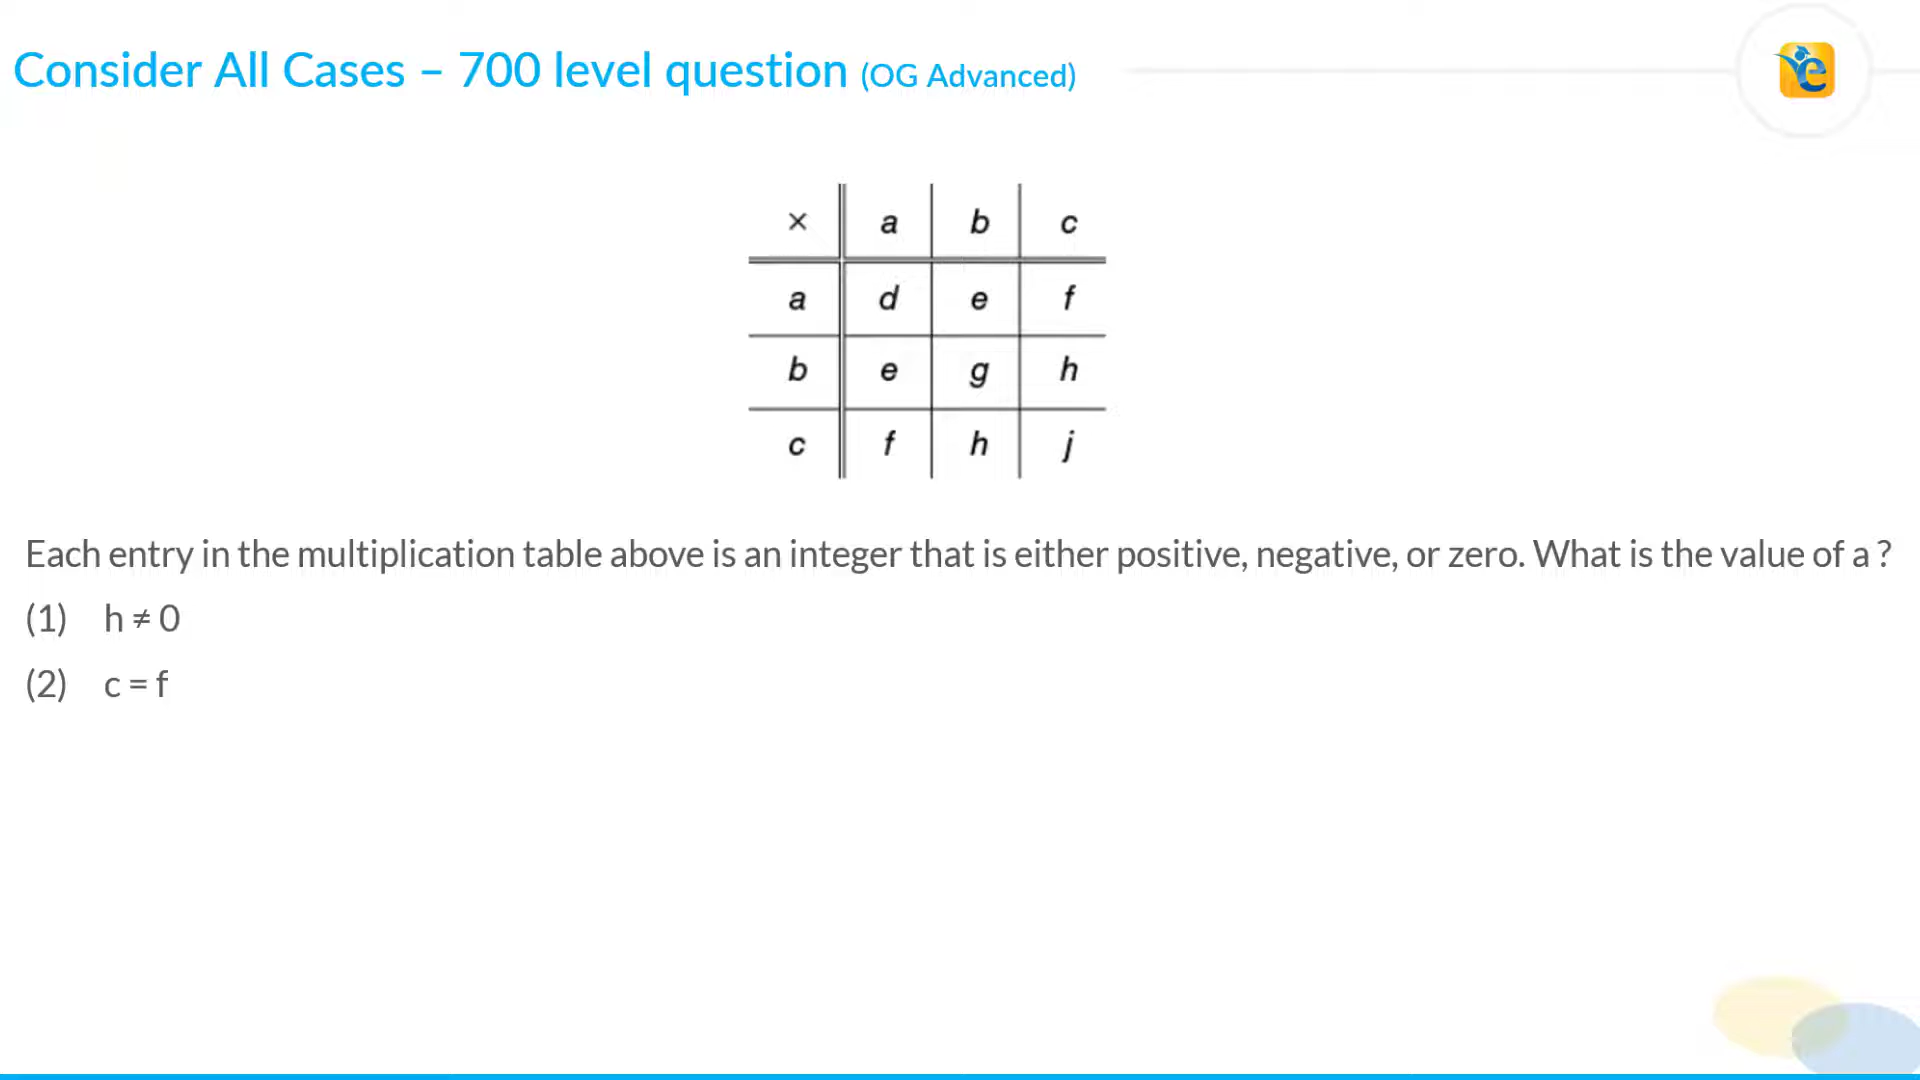 Consider All Cases – 700 level question (OG Advanced)
e
× a b c
a d e f
b e g h
c f h j
Each entry in the multiplication table above is an integer that is either positive, negative, or zero. What is the value of a ?
(1) h ≠ 0
(2) c = f